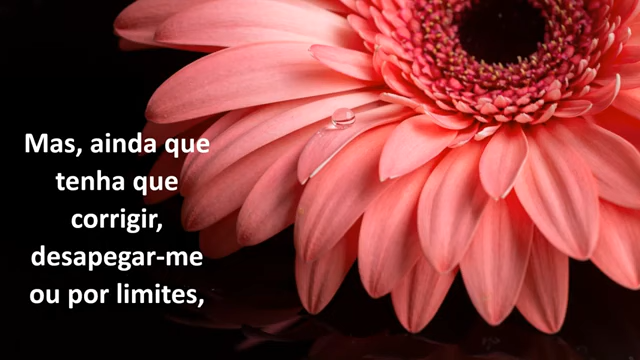 Mas, ainda que
tenha que
corrigir,
desapegar-me
ou por limites,